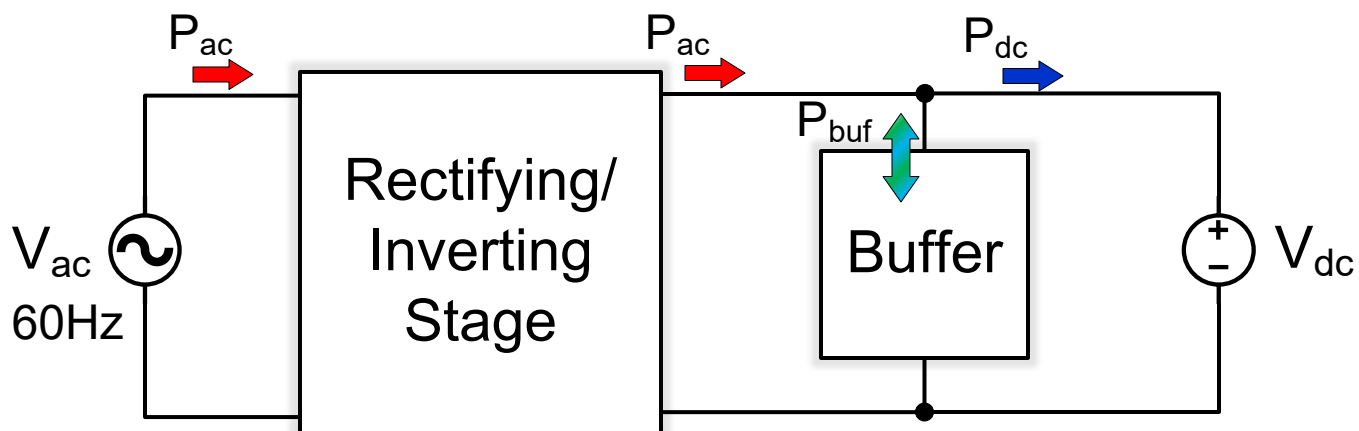 P_ac
P_ac
P_dc
P_buf
Rectifying/
Inverting
Stage
Buffer
V_ac
60Hz
+
−
V_dc